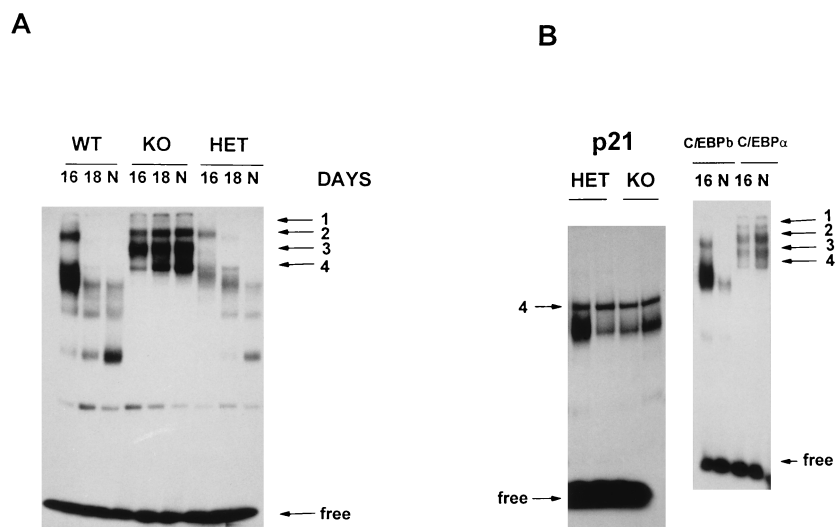 A
WT KO HET
16 18 N 16 18 N 16 18 N DAYS
1
2
3
4
free
B
p21
HET KO
4
free
C/EBPb C/EBPα
16 N 16 N
1
2
3
4
free